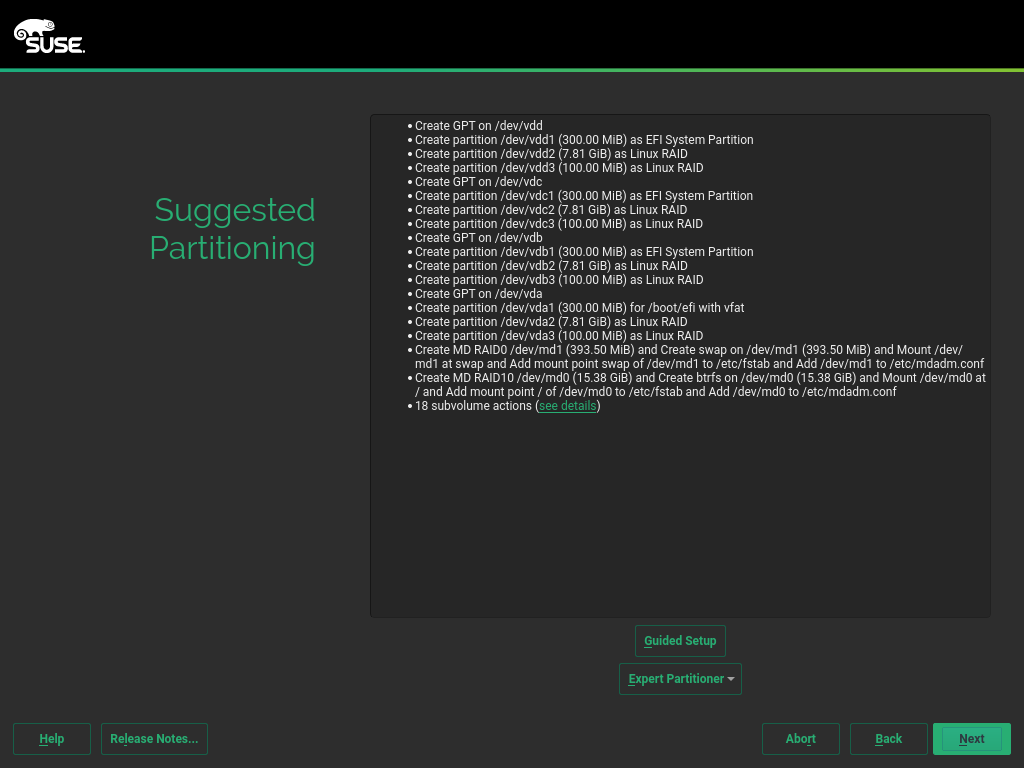 SUSE.
Suggested
Partitioning
• Create GPT on /dev/vdd
• Create partition /dev/vdd1 (300.00 MiB) as EFI System Partition
• Create partition /dev/vdd2 (7.81 GiB) as Linux RAID
• Create partition /dev/vdd3 (100.00 MiB) as Linux RAID
• Create GPT on /dev/vdc
• Create partition /dev/vdc1 (300.00 MiB) as EFI System Partition
• Create partition /dev/vdc2 (7.81 GiB) as Linux RAID
• Create partition /dev/vdc3 (100.00 MiB) as Linux RAID
• Create GPT on /dev/vdb
• Create partition /dev/vdb1 (300.00 MiB) as EFI System Partition
• Create partition /dev/vdb2 (7.81 GiB) as Linux RAID
• Create partition /dev/vdb3 (100.00 MiB) as Linux RAID
• Create GPT on /dev/vda
• Create partition /dev/vda1 (300.00 MiB) for /boot/efi with vfat
• Create partition /dev/vda2 (7.81 GiB) as Linux RAID
• Create partition /dev/vda3 (100.00 MiB) as Linux RAID
• Create MD RAID0 /dev/md1 (393.50 MiB) and Create swap on /dev/md1 (393.50 MiB) and Mount /dev/
md1 at swap and Add mount point swap of /dev/md1 to /etc/fstab and Add /dev/md1 to /etc/mdadm.conf
• Create MD RAID10 /dev/md0 (15.38 GiB) and Create btrfs on /dev/md0 (15.38 GiB) and Mount /dev/md0 at
/ and Add mount point / of /dev/md0 to /etc/fstab and Add /dev/md0 to /etc/mdadm.conf
• 18 subvolume actions (see details)
Guided Setup
Expert Partitioner
Help
Release Notes...
Abort
Back
Next